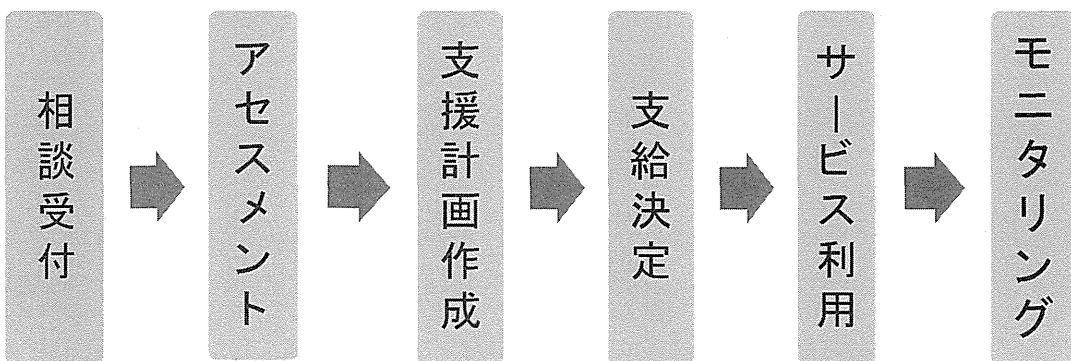 相談受付
アセスメント
支援計画作成
支給決定
サービス利用
モニタリング